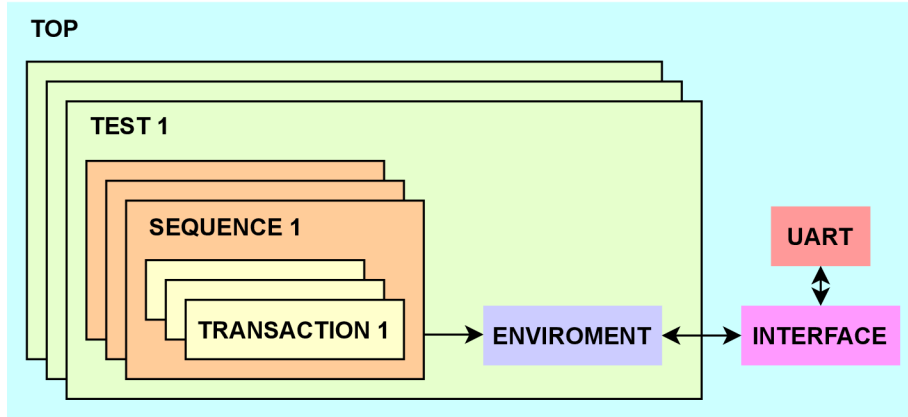 TOP
TEST 1
SEQUENCE 1
UART
TRANSACTION 1
ENVIROMENT
INTERFACE